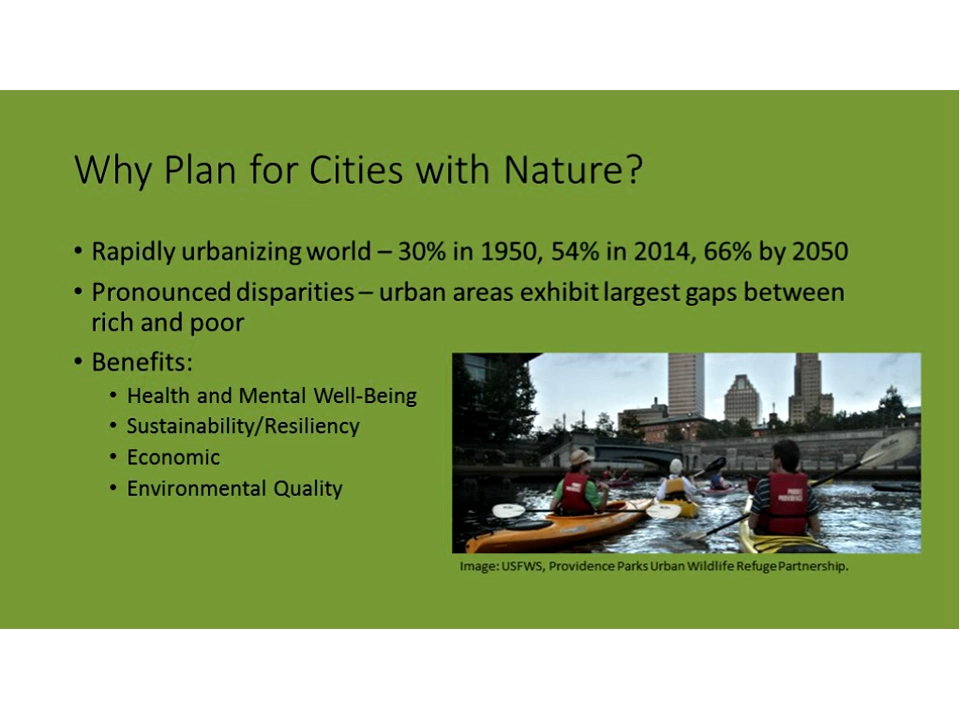 Why Plan for Cities with Nature?
• Rapidly urbanizing world – 30% in 1950, 54% in 2014, 66% by 2050
• Pronounced disparities – urban areas exhibit largest gaps between
rich and poor
• Benefits:
• Health and Mental Well-Being
• Sustainability/Resiliency
• Economic
• Environmental Quality
Image: USFWS, Providence Parks Urban Wildlife Refuge Partnership.